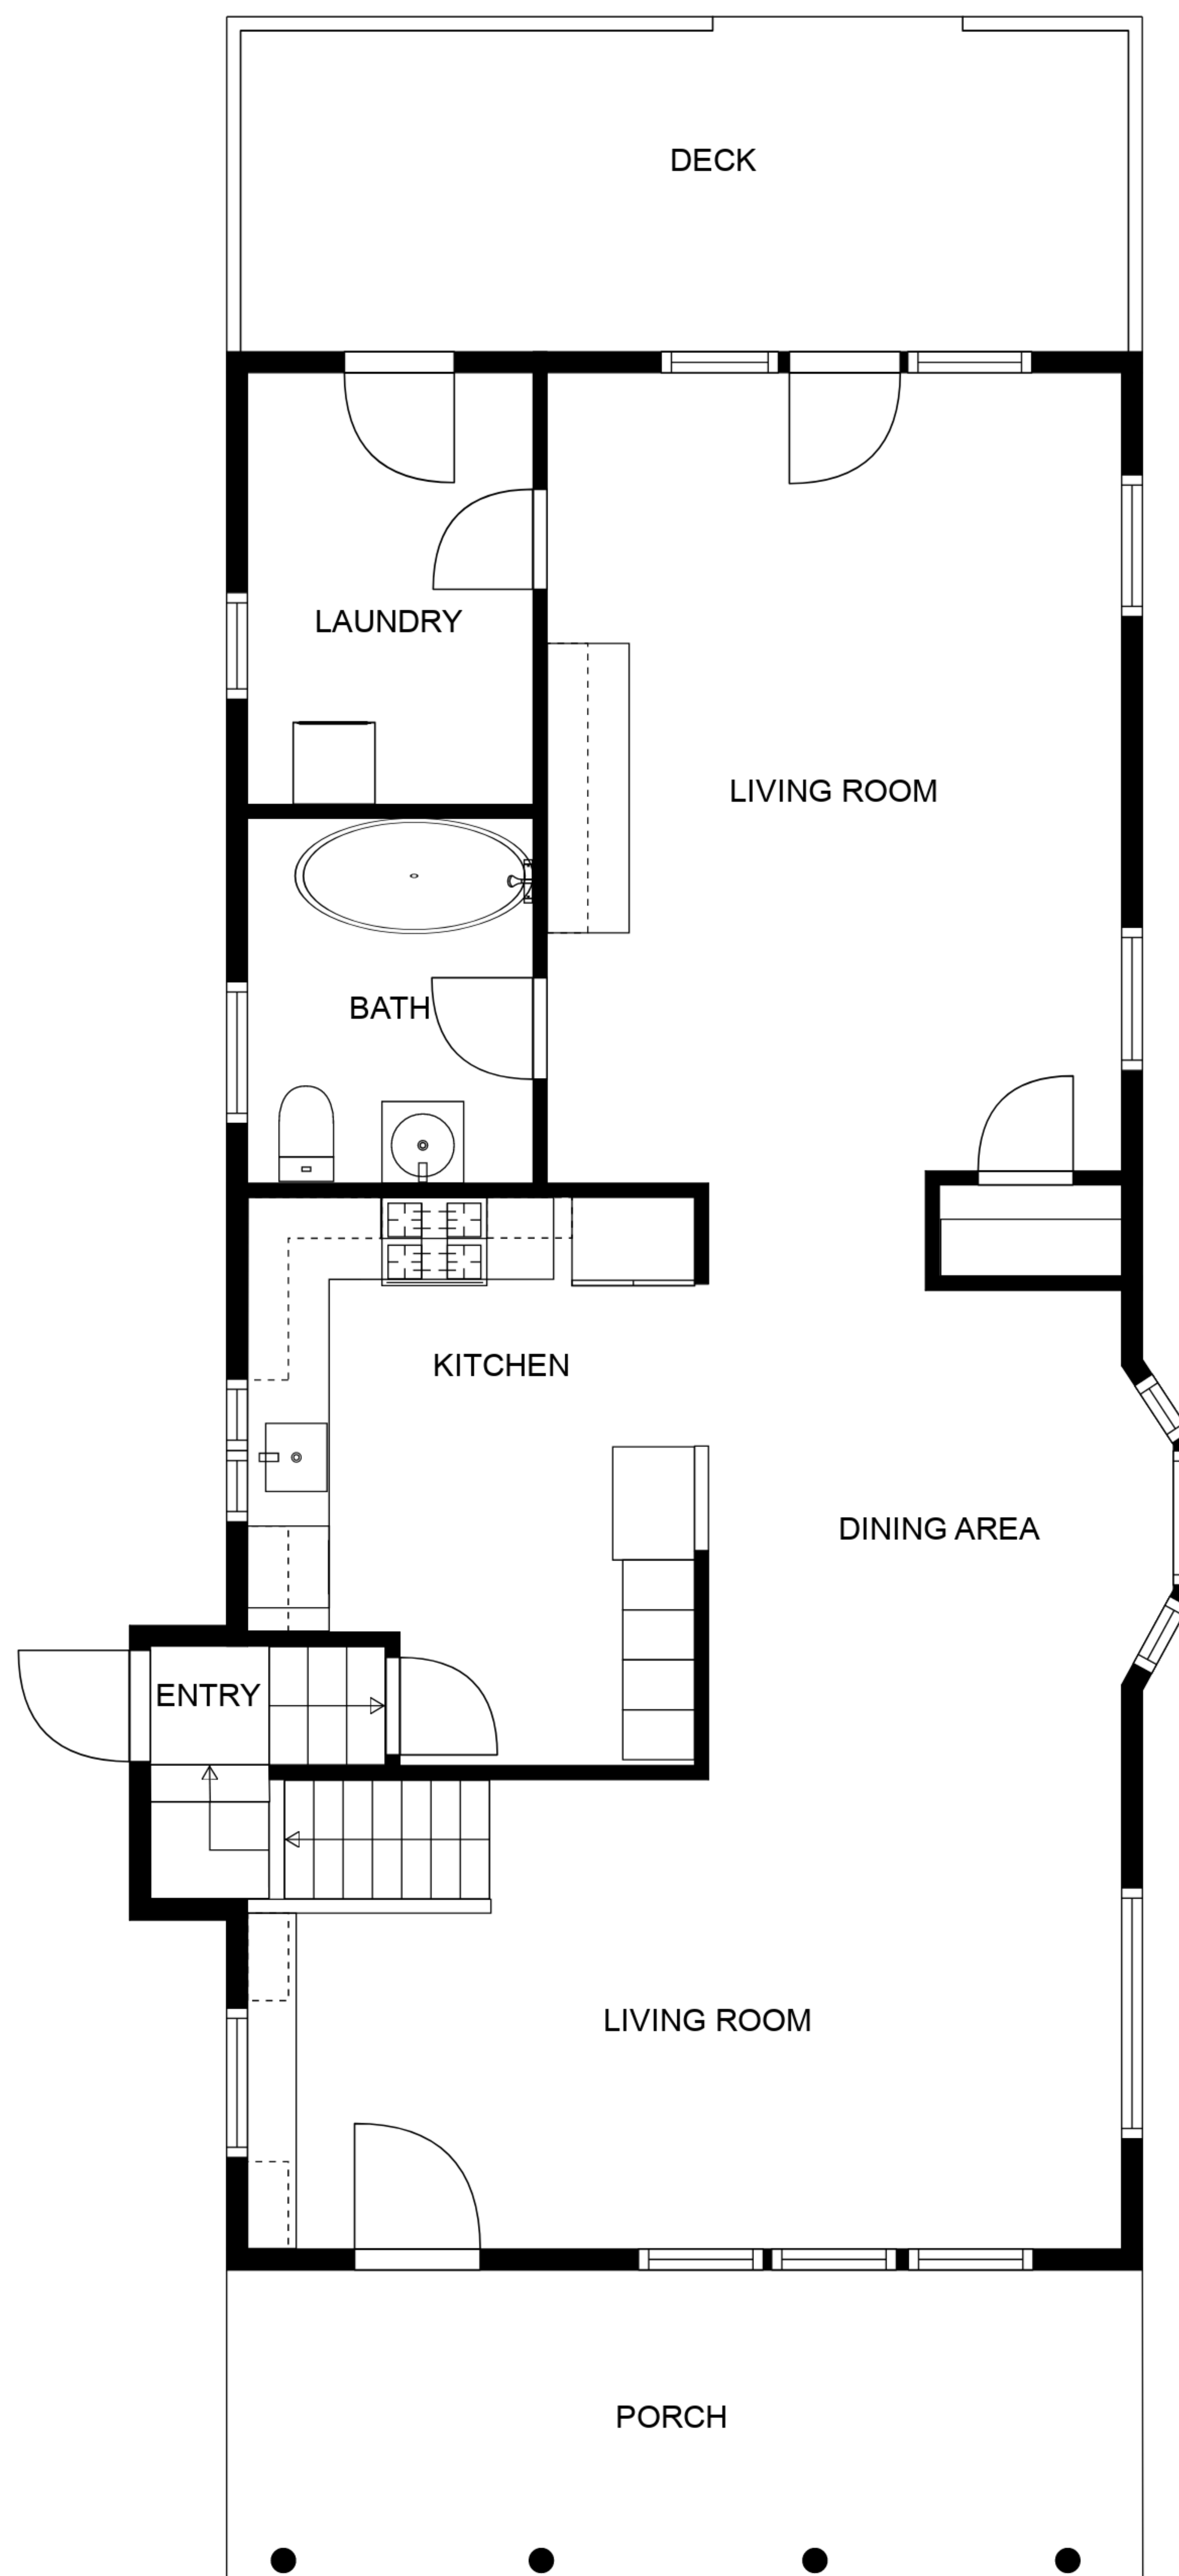 DECK
LAUNDRY
LIVING ROOM
BATH
KITCHEN
DINING AREA
ENTRY
LIVING ROOM
PORCH